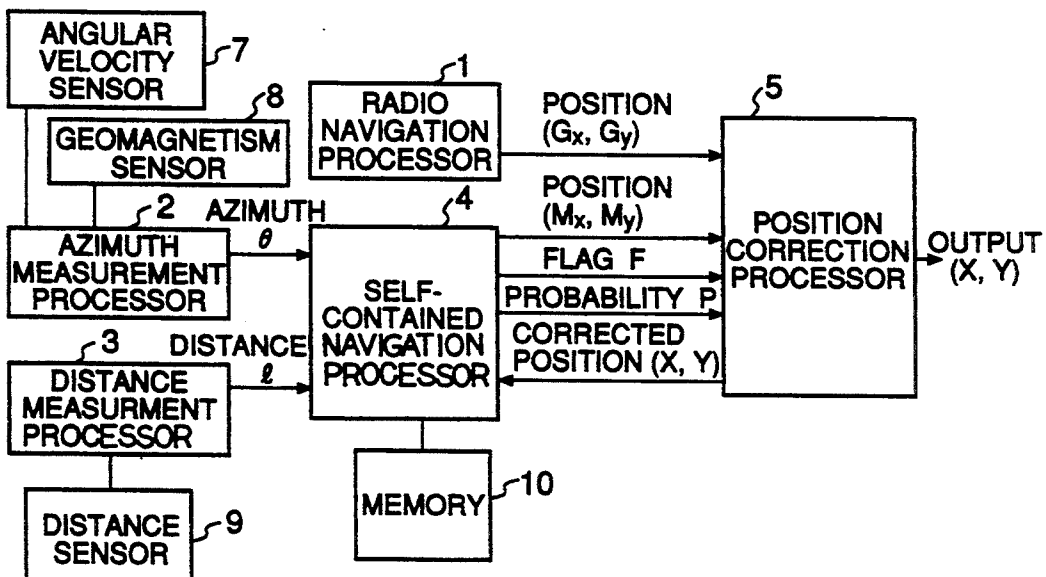 ANGULAR
VELOCITY
SENSOR
7
8
GEOMAGNETISM
SENSOR
2
AZIMUTH
MEASUREMENT
PROCESSOR
AZIMUTH
θ
3
DISTANCE
MEASURMENT
PROCESSOR
DISTANCE
ℓ
DISTANCE
SENSOR
9
1
RADIO
NAVIGATION
PROCESSOR
4
SELF-
CONTAINED
NAVIGATION
PROCESSOR
MEMORY
10
POSITION
(Gx, Gy)
POSITION
(Mx, My)
FLAG F
PROBABILITY P
CORRECTED
POSITION (X, Y)
5
POSITION
CORRECTION
PROCESSOR
OUTPUT
(X, Y)